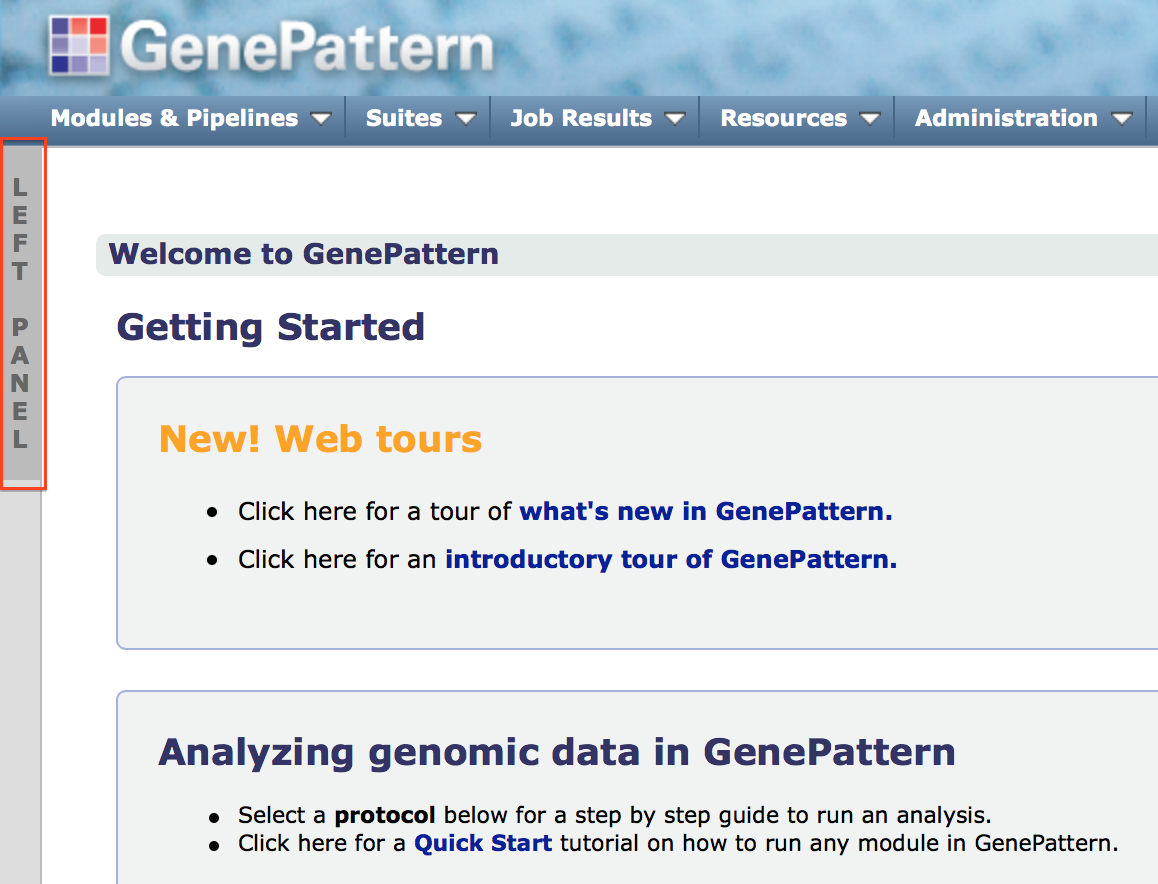 GenePattern
Modules & Pipelines Suites Job Results Resources Administration
LEFT PANEL
Welcome to GenePattern
Getting Started
New! Web tours
• Click here for a tour of what's new in GenePattern.
• Click here for an introductory tour of GenePattern.
Analyzing genomic data in GenePattern
• Select a protocol below for a step by step guide to run an analysis.
• Click here for a Quick Start tutorial on how to run any module in GenePattern.